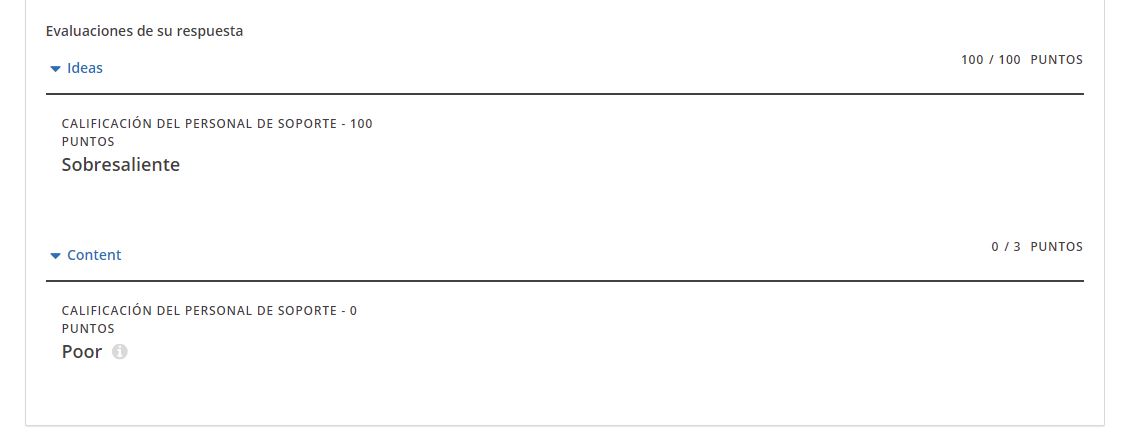 Evaluaciones de su respuesta
Ideas
100 / 100 PUNTOS
CALIFICACIÓN DEL PERSONAL DE SOPORTE - 100
PUNTOS
Sobresaliente
Content
0 / 3 PUNTOS
CALIFICACIÓN DEL PERSONAL DE SOPORTE - 0
PUNTOS
Poor